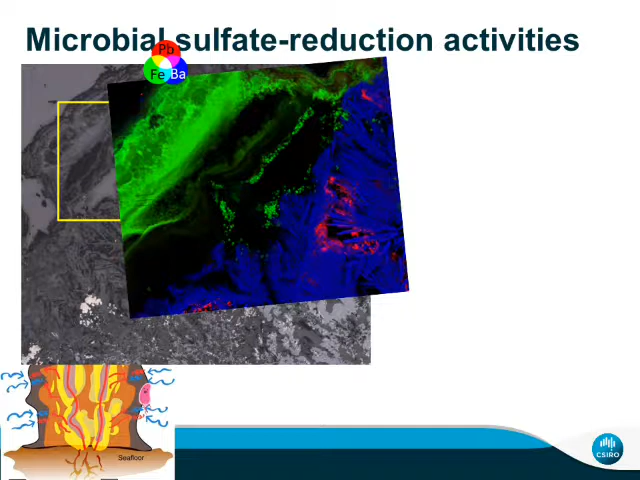 Microbial sulfate-reduction activities
Pb
Fe Ba
Seafloor
CSIRO